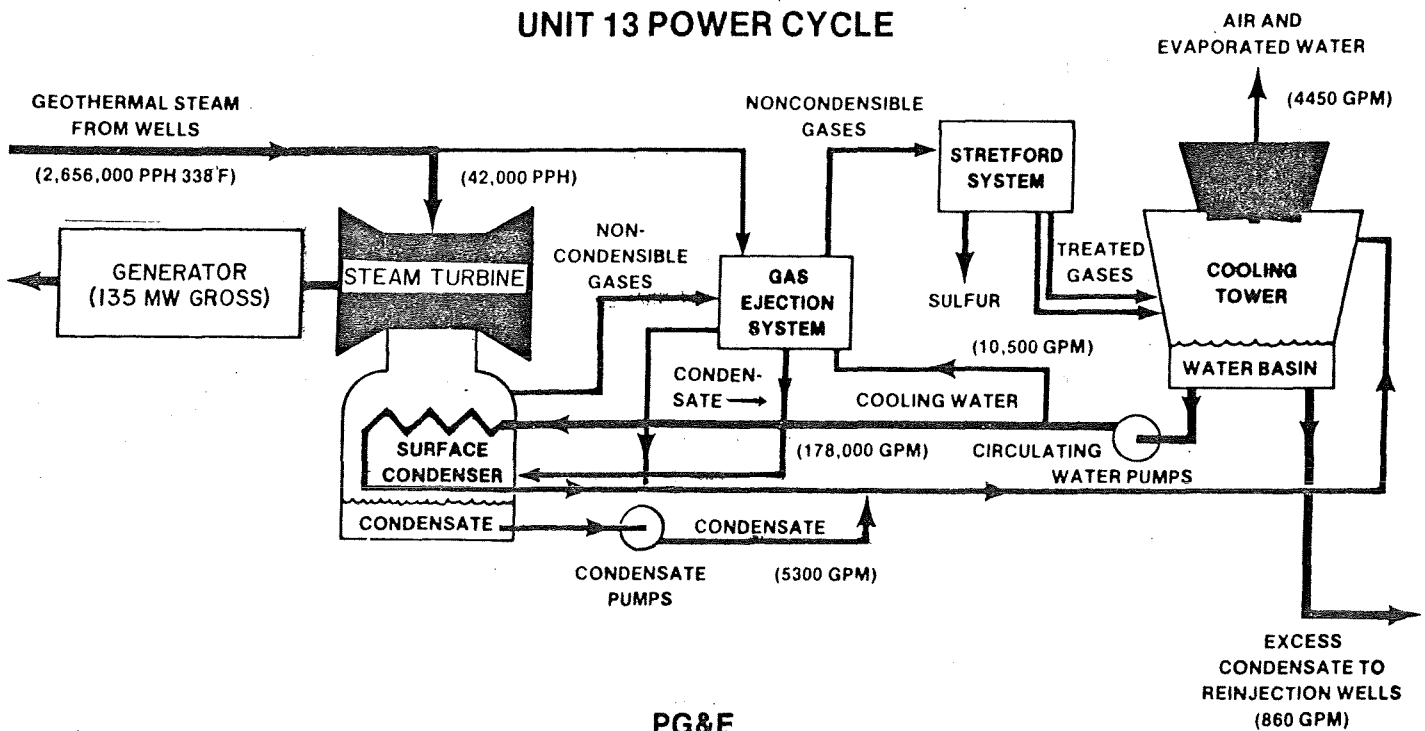 UNIT 13 POWER CYCLE
AIR AND
EVAPORATED WATER
(4450 GPM)
GEOTHERMAL STEAM
FROM WELLS
(2,656,000 PPH 338°F)
(42,000 PPH)
NONCONDENSIBLE
GASES
STRETFORD
SYSTEM
GENERATOR
(135 MW GROSS)
STEAM TURBINE
NON-
CONDENSIBLE
GASES
GAS
EJECTION
SYSTEM
SULFUR
TREATED
GASES
COOLING
TOWER
(10,500 GPM)
WATER BASIN
CONDEN-
SATE
COOLING WATER
SURFACE
CONDENSER
(178,000 GPM)
CIRCULATING
WATER PUMPS
CONDENSATE
CONDENSATE
(5300 GPM)
CONDENSATE
PUMPS
EXCESS
CONDENSATE TO
REINJECTION WELLS
(860 GPM)
PG&E